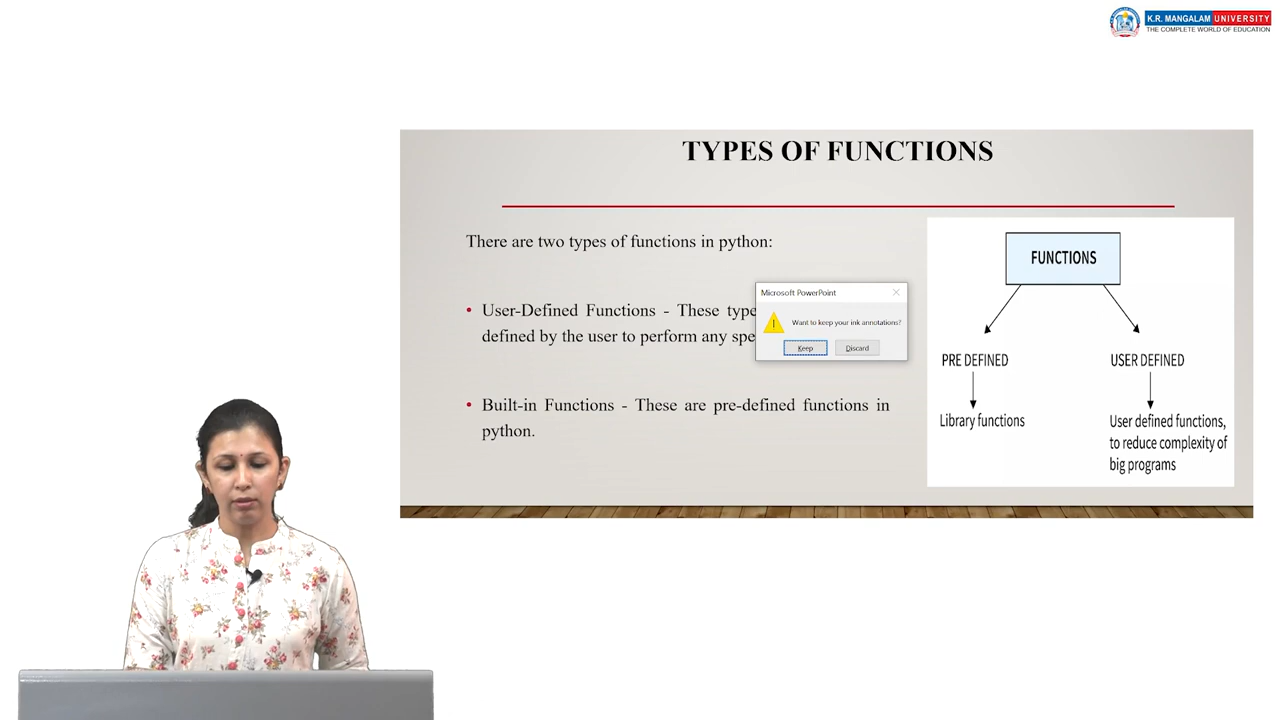 K.R. MANGALAM UNIVERSITY
THE COMPLETE WORLD OF EDUCATION
TYPES OF FUNCTIONS
There are two types of functions in python:
• User-Defined Functions - These type
defined by the user to perform any spe
• Built-in Functions - These are pre-defined functions in
python.
Microsoft PowerPoint
Want to keep your ink annotations?
Keep Discard
FUNCTIONS
PRE DEFINED
Library functions
USER DEFINED
User defined functions,
to reduce complexity of
big programs